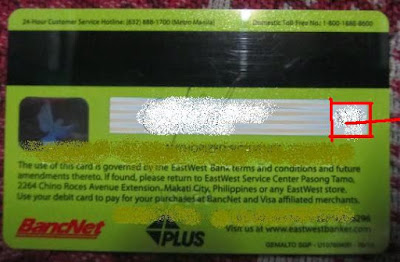 24-Hour Customer Service Hotline: (632) 888-1700 (Metro Manila) Domestic Toll Free No.: 1-800-1888-8600
AUTHORIZED
The use of this card is governed by the EastWest Bank terms and conditions and future
amendments thereto. If found, please return to EastWest Service Center Pasong Tamo,
2264 Chino Roces Avenue Extension, Makati City, Philippines or any EastWest store.
Use your debit card to pay for your purchases at BancNet and Visa affiliated merchants.
BancNet
PLUS
Visit us at www.eastwestbanker.com
GEMALTO SGP